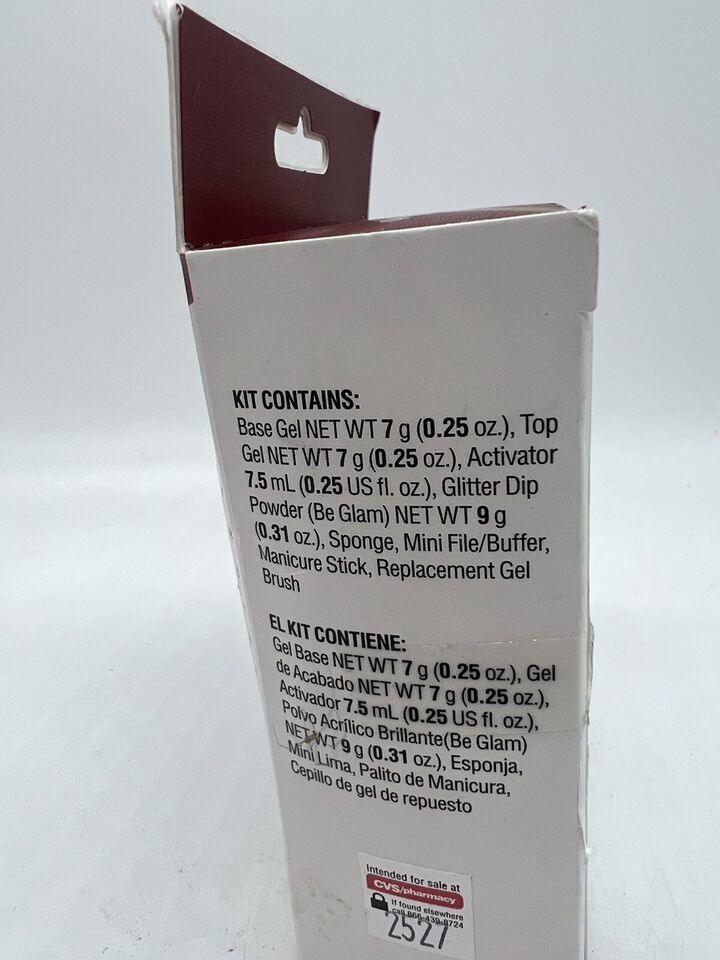 KIT CONTAINS:
Base Gel NET WT 7 g (0.25 oz.), Top
Gel NET WT 7 g (0.25 oz.), Activator
7.5 mL (0.25 US fl. oz.), Glitter Dip
Powder (Be Glam) NET WT 9 g
(0.31 oz.), Sponge, Mini File/Buffer,
Manicure Stick, Replacement Gel
Brush
EL KIT CONTIENE:
Gel Base NET WT 7 g (0.25 oz.), Gel
de Acabado NET WT 7 g (0.25 oz.),
Activador 7.5 mL (0.25 US fl. oz.),
Polvo Acrílico Brillante(Be Glam)
NET WT 9 g (0.31 oz.), Esponja,
Mini Lima, Palito de Manicura,
Cepillo de gel de repuesto
Intended for sale at
CVS/pharmacy
If found elsewhere
call 866-439-8724
2527